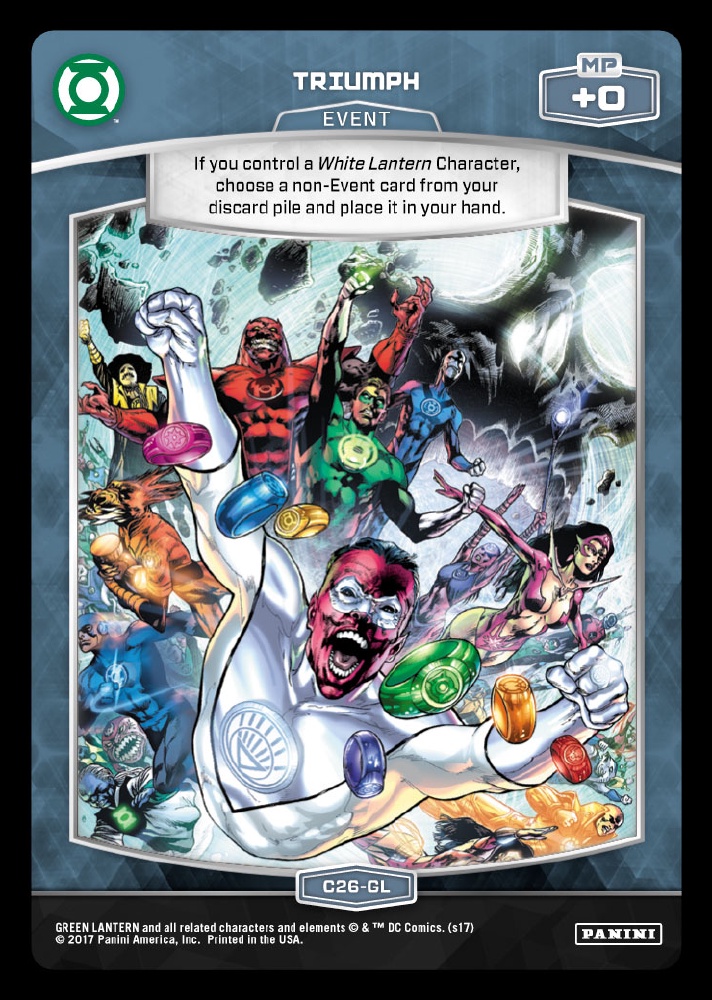 TRIUMPH
MP
+0
EVENT
If you control a White Lantern Character,
choose a non-Event card from your
discard pile and place it in your hand.
C26-GL
GREEN LANTERN and all related characters and elements © & ™ DC Comics. (s17)
© 2017 Panini America, Inc. Printed in the USA.
PANINI